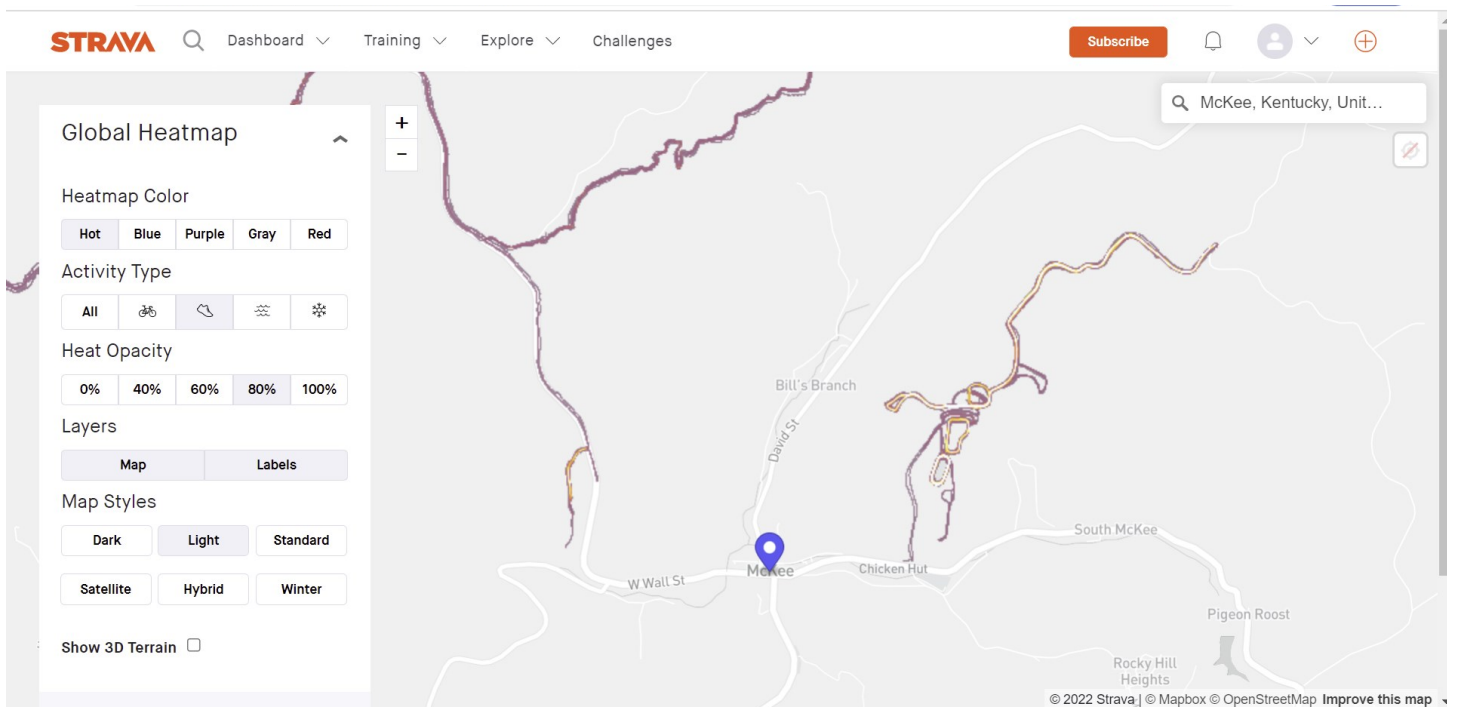 STRAVA Dashboard Training Explore Challenges Subscribe
McKee, Kentucky, Unit...
Global Heatmap
+
−
Heatmap Color
Hot Blue Purple Gray Red
Activity Type
All
Heat Opacity
0% 40% 60% 80% 100%
Layers
Map Labels
Map Styles
Dark Light Standard
Satellite Hybrid Winter
Show 3D Terrain
Bill's Branch
David St
South McKee
Chicken Hut
McKee
W Wall St
Pigeon Roost
Rocky Hill
Heights
© 2022 Strava | © Mapbox © OpenStreetMap Improve this map